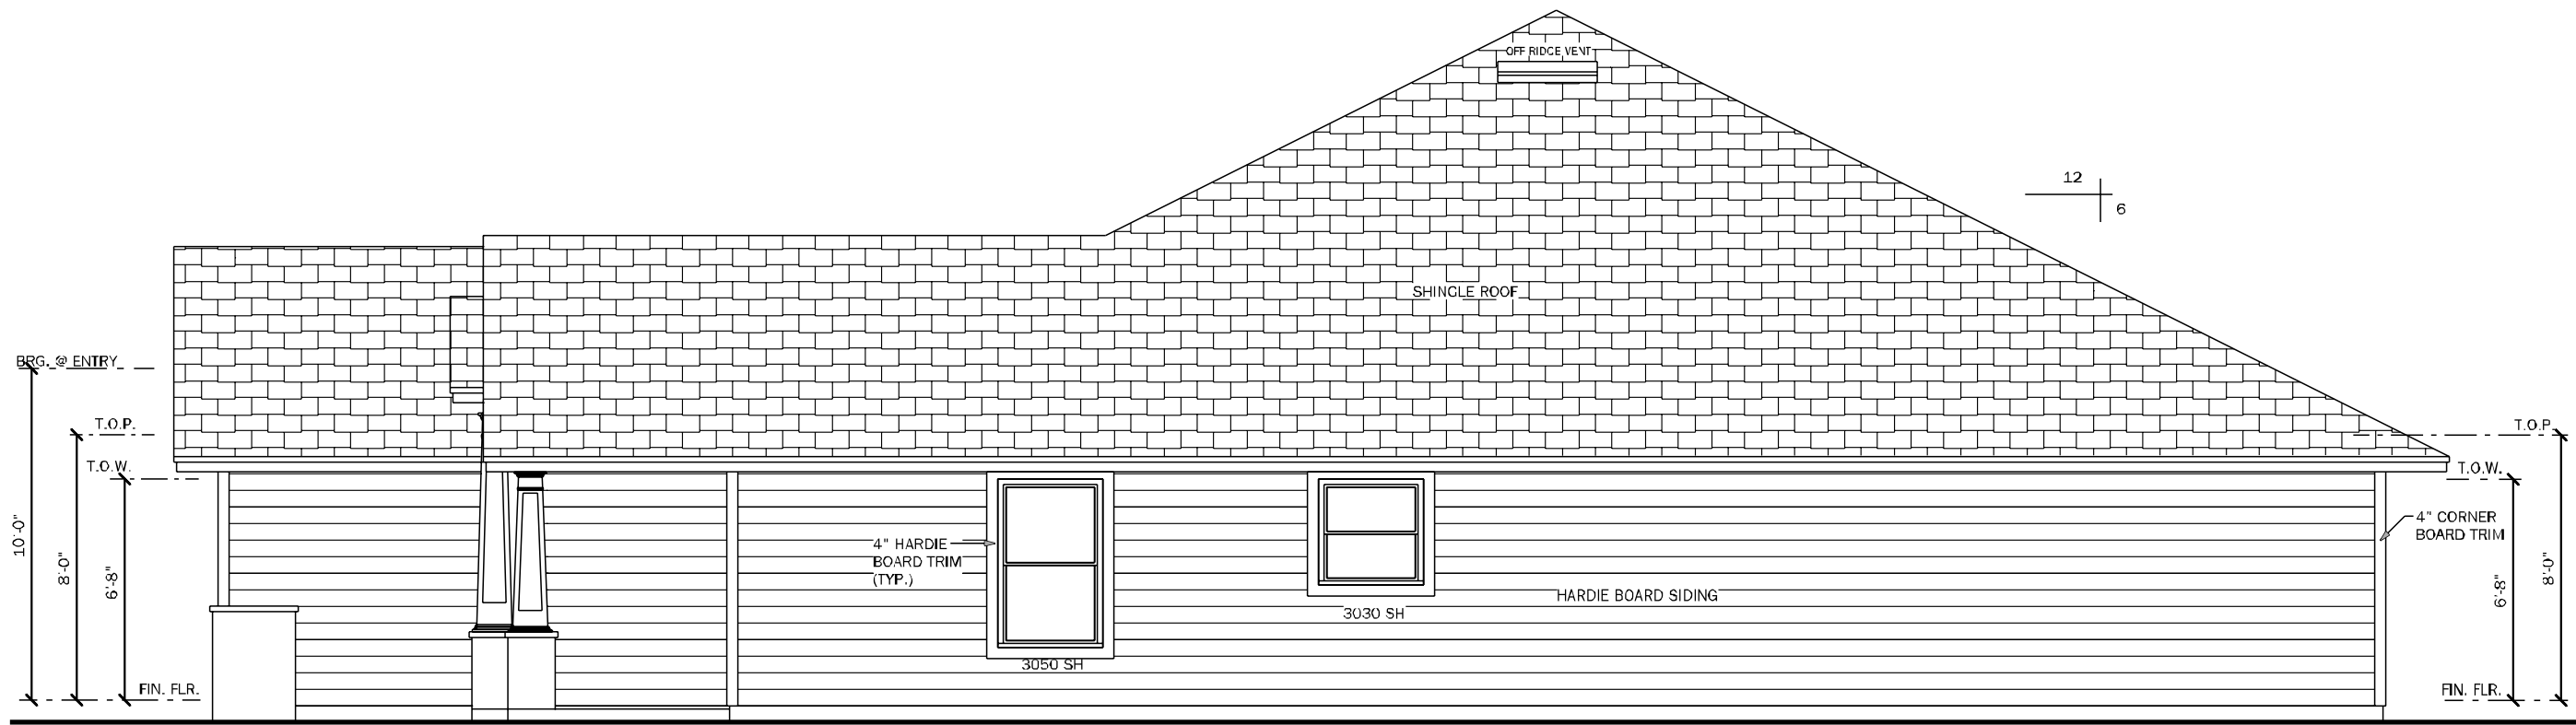 OFF RIDGE VENT
12
6
SHINGLE ROOF
BRG. @ ENTRY
T.O.P.
T.O.W.
10'-0"
8'-0"
6'-8"
FIN. FLR.
4" HARDIE
BOARD TRIM
(TYP.)
3050 SH
3030 SH
HARDIE BOARD SIDING
T.O.P.
T.O.W.
4" CORNER
BOARD TRIM
6'-8"
8'-0"
FIN. FLR.